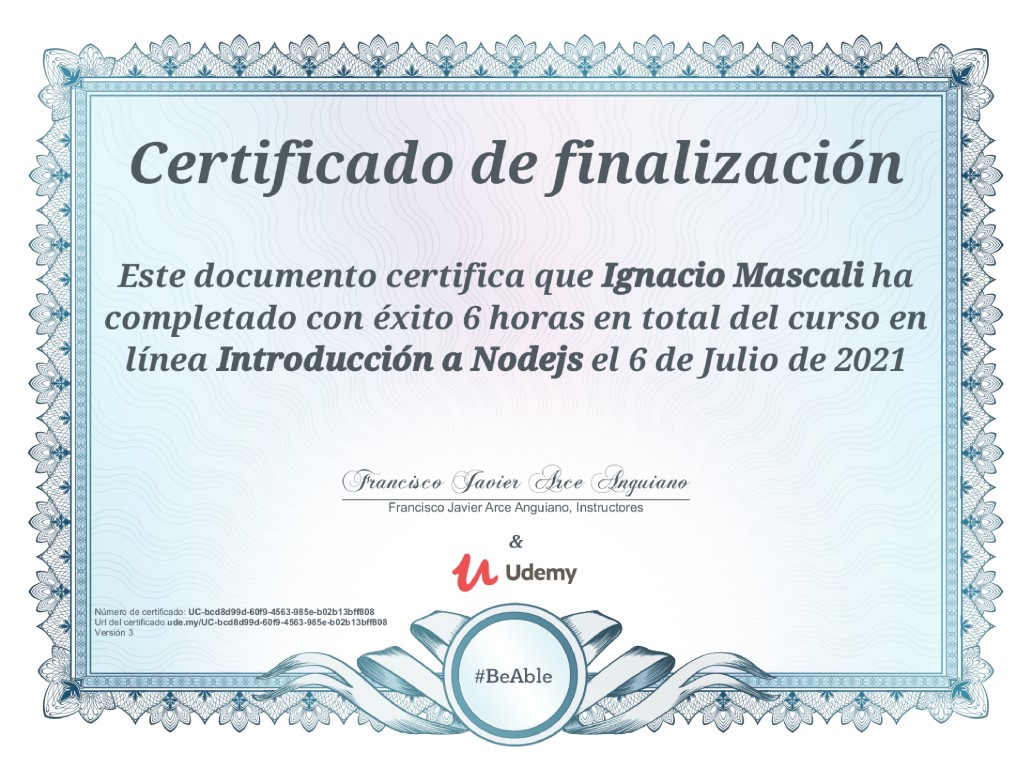 Certificado de finalización
Este documento certifica que Ignacio Mascali ha
completado con éxito 6 horas en total del curso en
línea Introducción a Nodejs el 6 de Julio de 2021
Francisco Javier Arce Anguiano
Francisco Javier Arce Anguiano, Instructores
&
Udemy
Número de certificado: UC-bcd8d99d-60f9-4563-985e-b02b13bff808
Url del certificado ude.my/UC-bcd8d99d-60f9-4563-985e-b02b13bff808
Versión 3
#BeAble